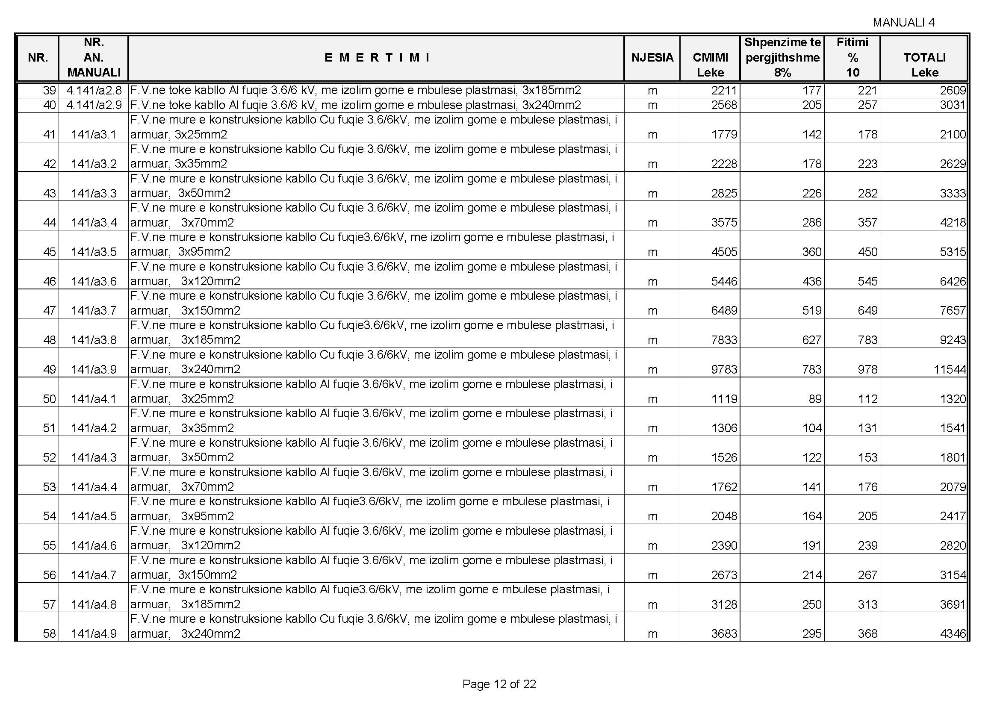 MANUALI 4
NR. NR. AN. MANUALI E M E R T I M I NJESIA CMIMI Leke Shpenzime te pergjithshme 8% Fitimi % 10 TOTALI Leke
39 4.141/a2.8 F.V.ne toke kabllo Al fuqie 3.6/6 kV, me izolim gome e mbulese plastmasi, 3x185mm2 m 2211 177 221 2609
40 4.141/a2.9 F.V.ne toke kabllo Al fuqie 3.6/6 kV, me izolim gome e mbulese plastmasi, 3x240mm2 m 2568 205 257 3031
F.V.ne mure e konstruksione kabllo Cu fuqie 3.6/6kV, me izolim gome e mbulese plastmasi, i
41 141/a3.1 armuar, 3x25mm2 m 1779 142 178 2100
F.V.ne mure e konstruksione kabllo Cu fuqie 3.6/6kV, me izolim gome e mbulese plastmasi, i
42 141/a3.2 armuar, 3x35mm2 m 2228 178 223 2629
F.V.ne mure e konstruksione kabllo Cu fuqie 3.6/6kV, me izolim gome e mbulese plastmasi, i
43 141/a3.3 armuar, 3x50mm2 m 2825 226 282 3333
F.V.ne mure e konstruksione kabllo Cu fuqie 3.6/6kV, me izolim gome e mbulese plastmasi, i
44 141/a3.4 armuar, 3x70mm2 m 3575 286 357 4218
F.V.ne mure e konstruksione kabllo Cu fuqie3.6/6kV, me izolim gome e mbulese plastmasi, i
45 141/a3.5 armuar, 3x95mm2 m 4505 360 450 5315
F.V.ne mure e konstruksione kabllo Cu fuqie 3.6/6kV, me izolim gome e mbulese plastmasi, i
46 141/a3.6 armuar, 3x120mm2 m 5446 436 545 6426
F.V.ne mure e konstruksione kabllo Cu fuqie 3.6/6kV, me izolim gome e mbulese plastmasi, i
47 141/a3.7 armuar, 3x150mm2 m 6489 519 649 7657
F.V.ne mure e konstruksione kabllo Cu fuqie3.6/6kV, me izolim gome e mbulese plastmasi, i
48 141/a3.8 armuar, 3x185mm2 m 7833 627 783 9243
F.V.ne mure e konstruksione kabllo Cu fuqie 3.6/6kV, me izolim gome e mbulese plastmasi, i
49 141/a3.9 armuar, 3x240mm2 m 9783 783 978 11544
F.V.ne mure e konstruksione kabllo Al fuqie 3.6/6kV, me izolim gome e mbulese plastmasi, i
50 141/a4.1 armuar, 3x25mm2 m 1119 89 112 1320
F.V.ne mure e konstruksione kabllo Al fuqie 3.6/6kV, me izolim gome e mbulese plastmasi, i
51 141/a4.2 armuar, 3x35mm2 m 1306 104 131 1541
F.V.ne mure e konstruksione kabllo Al fuqie 3.6/6kV, me izolim gome e mbulese plastmasi, i
52 141/a4.3 armuar, 3x50mm2 m 1526 122 153 1801
F.V.ne mure e konstruksione kabllo Al fuqie 3.6/6kV, me izolim gome e mbulese plastmasi, i
53 141/a4.4 armuar, 3x70mm2 m 1762 141 176 2079
F.V.ne mure e konstruksione kabllo Al fuqie3.6/6kV, me izolim gome e mbulese plastmasi, i
54 141/a4.5 armuar, 3x95mm2 m 2048 164 205 2417
F.V.ne mure e konstruksione kabllo Al fuqie 3.6/6kV, me izolim gome e mbulese plastmasi, i
55 141/a4.6 armuar, 3x120mm2 m 2390 191 239 2820
F.V.ne mure e konstruksione kabllo Al fuqie 3.6/6kV, me izolim gome e mbulese plastmasi, i
56 141/a4.7 armuar, 3x150mm2 m 2673 214 267 3154
F.V.ne mure e konstruksione kabllo Al fuqie3.6/6kV, me izolim gome e mbulese plastmasi, i
57 141/a4.8 armuar, 3x185mm2 m 3128 250 313 3691
F.V.ne mure e konstruksione kabllo Cu fuqie 3.6/6kV, me izolim gome e mbulese plastmasi, i
58 141/a4.9 armuar, 3x240mm2 m 3683 295 368 4346
Page 12 of 22